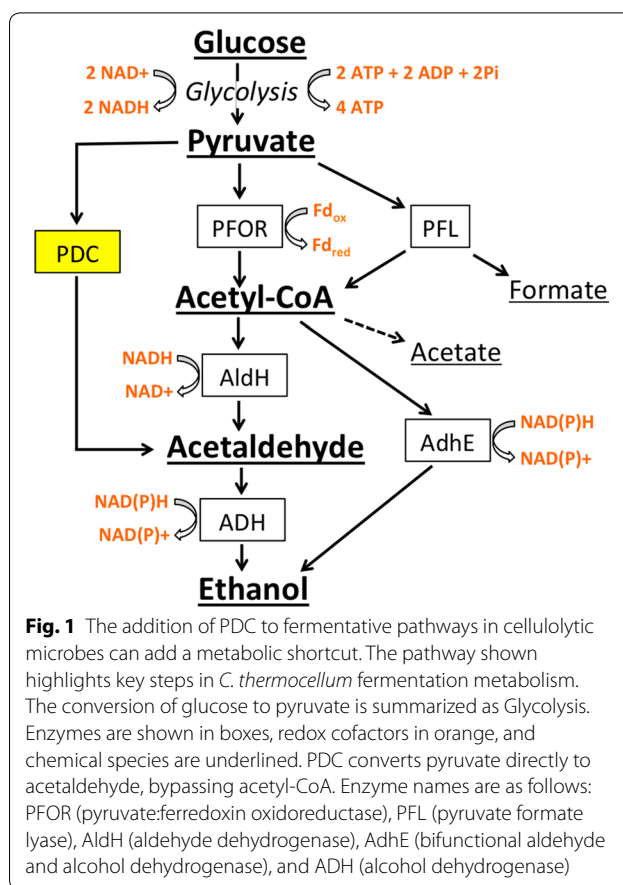 Glucose
2 NAD+
2 NADH
Glycolysis
2 ATP + 2 ADP + 2Pi
4 ATP
Pyruvate
PDC
PFOR
Fdox
Fdred
PFL
Formate
Acetyl-CoA
Acetate
NADH
NAD+
AldH
AdhE
NAD(P)H
NAD(P)+
Acetaldehyde
NAD(P)H
NAD(P)+
ADH
Ethanol
Fig. 1 The addition of PDC to fermentative pathways in cellulolytic
microbes can add a metabolic shortcut. The pathway shown
highlights key steps in C. thermocellum fermentation metabolism.
The conversion of glucose to pyruvate is summarized as Glycolysis.
Enzymes are shown in boxes, redox cofactors in orange, and
chemical species are underlined. PDC converts pyruvate directly to
acetaldehyde, bypassing acetyl-CoA. Enzyme names are as follows:
PFOR (pyruvate:ferredoxin oxidoreductase), PFL (pyruvate formate
lyase), AldH (aldehyde dehydrogenase), AdhE (bifunctional aldehyde
and alcohol dehydrogenase), and ADH (alcohol dehydrogenase)